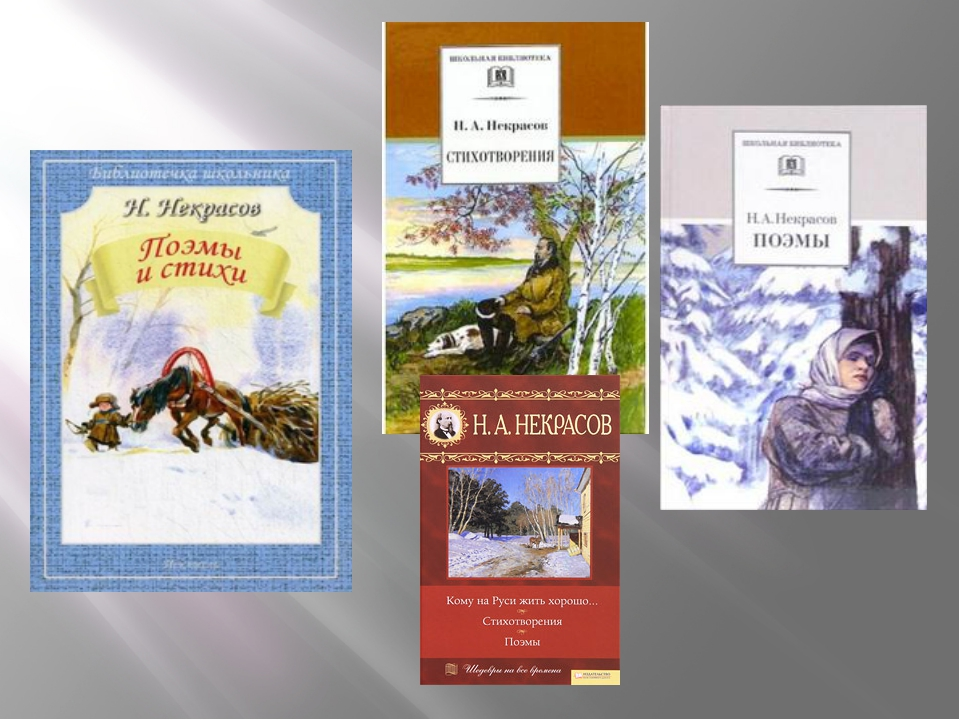 Библиотечка школьника
Н. Некрасов
Поэмы
и стихи
ШКОЛЬНАЯ БИБЛИОТЕКА
Н. А. Некрасов
СТИХОТВОРЕНИЯ
ШКОЛЬНАЯ БИБЛИОТЕКА
Н. А. Некрасов
ПОЭМЫ
Н. А. НЕКРАСОВ
Кому на Руси жить хорошо...
Стихотворения
Поэмы
Шедевры на все времена